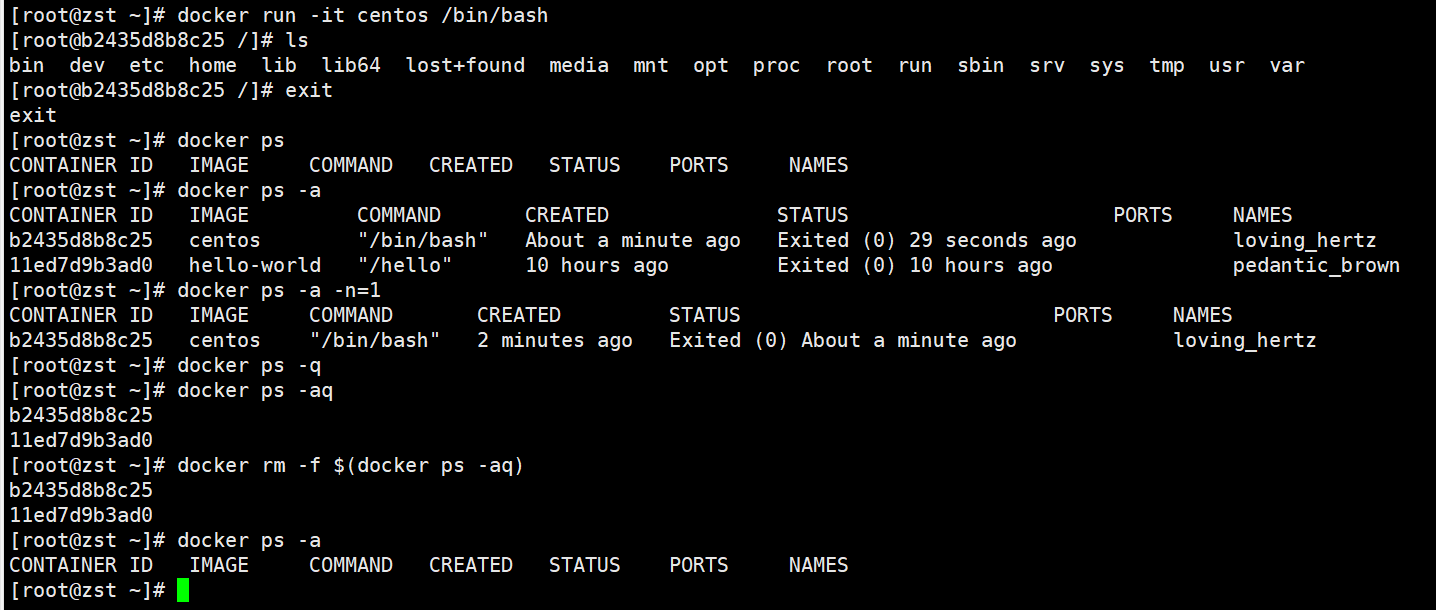 [root@zst ~]# docker run -it centos /bin/bash
[root@b2435d8b8c25 /]# ls
bin  dev  etc  home  lib  lib64  lost+found  media  mnt  opt  proc  root  run  sbin  srv  sys  tmp  usr  var
[root@b2435d8b8c25 /]# exit
exit
[root@zst ~]# docker ps
CONTAINER ID   IMAGE     COMMAND   CREATED   STATUS    PORTS     NAMES
[root@zst ~]# docker ps -a
CONTAINER ID   IMAGE         COMMAND       CREATED              STATUS                      PORTS     NAMES
b2435d8b8c25   centos        "/bin/bash"   About a minute ago   Exited (0) 29 seconds ago             loving_hertz
11ed7d9b3ad0   hello-world   "/hello"      10 hours ago         Exited (0) 10 hours ago               pedantic_brown
[root@zst ~]# docker ps -a -n=1
CONTAINER ID   IMAGE     COMMAND       CREATED         STATUS                          PORTS     NAMES
b2435d8b8c25   centos    "/bin/bash"   2 minutes ago   Exited (0) About a minute ago             loving_hertz
[root@zst ~]# docker ps -q
[root@zst ~]# docker ps -aq
b2435d8b8c25
11ed7d9b3ad0
[root@zst ~]# docker rm -f $(docker ps -aq)
b2435d8b8c25
11ed7d9b3ad0
[root@zst ~]# docker ps -a
CONTAINER ID   IMAGE     COMMAND   CREATED   STATUS    PORTS     NAMES
[root@zst ~]#